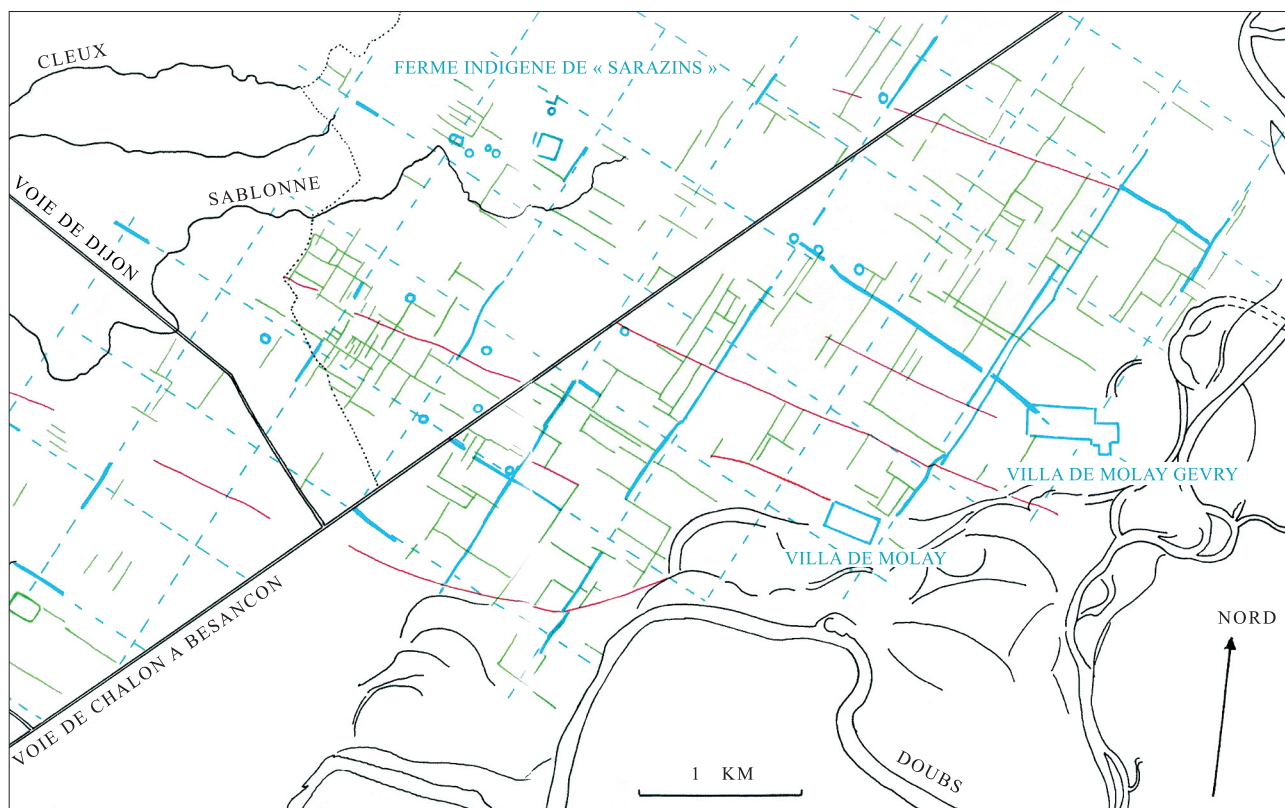 CLEUX
FERME INDIGENE DE « SARAZINS »
SABLONNE
VOIE DE DIJON
VILLA DE MOLAY GEVRY
VILLA DE MOLAY
VOIE DE CHALON A BESANCON
NORD
DOUBS
1 KM